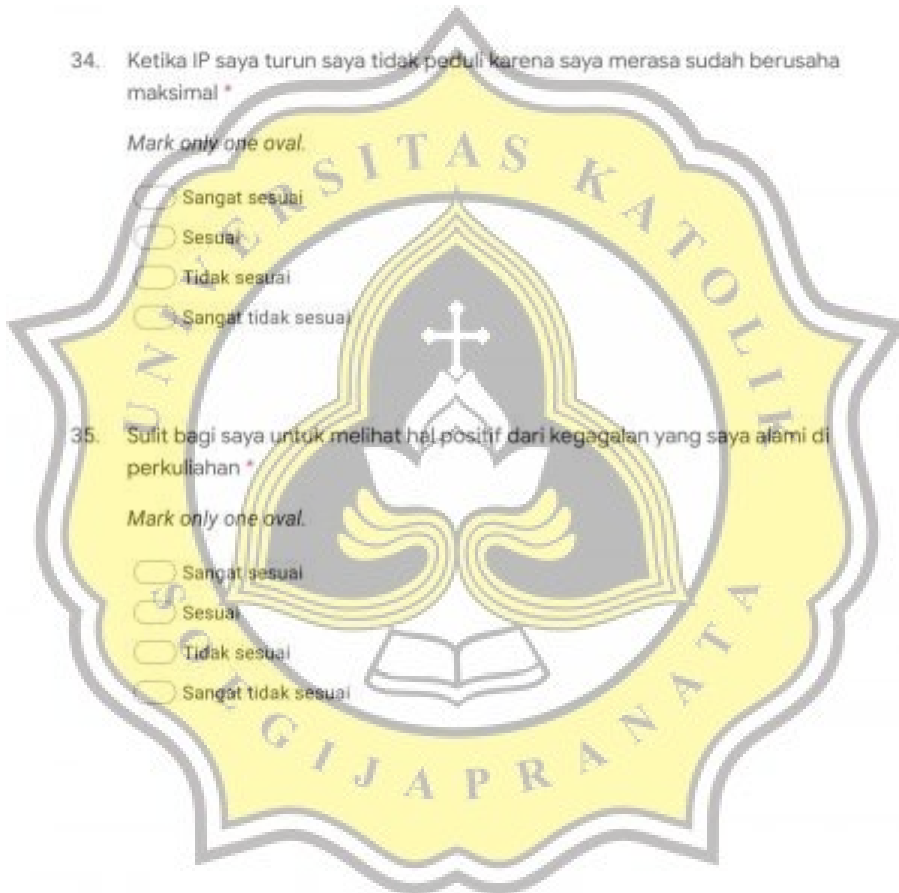 34. Ketika IP saya turun saya tidak peduli karena saya merasa sudah berusaha
maksimal *
Mark only one oval.
Sangat sesuai
Sesuai
Tidak sesuai
Sangat tidak sesuai
35. Sulit bagi saya untuk melihat hal positif dari kegagalan yang saya alami di
perkuliahan *
Mark only one oval.
Sangat sesuai
Sesuai
Tidak sesuai
Sangat tidak sesuai
UNIVERSITAS KATOLIK
SOEGIJAPRANATA